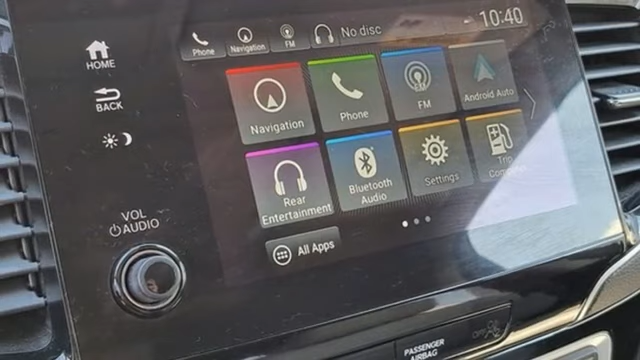 Phone
Navigation
FM
No disc
10:40
HOME
BACK
Navigation
Phone
FM
Android Auto
Rear
Entertainment
Bluetooth
Audio
Settings
Trip
All Apps
VOL
AUDIO
PASSENGER
AIRBAG